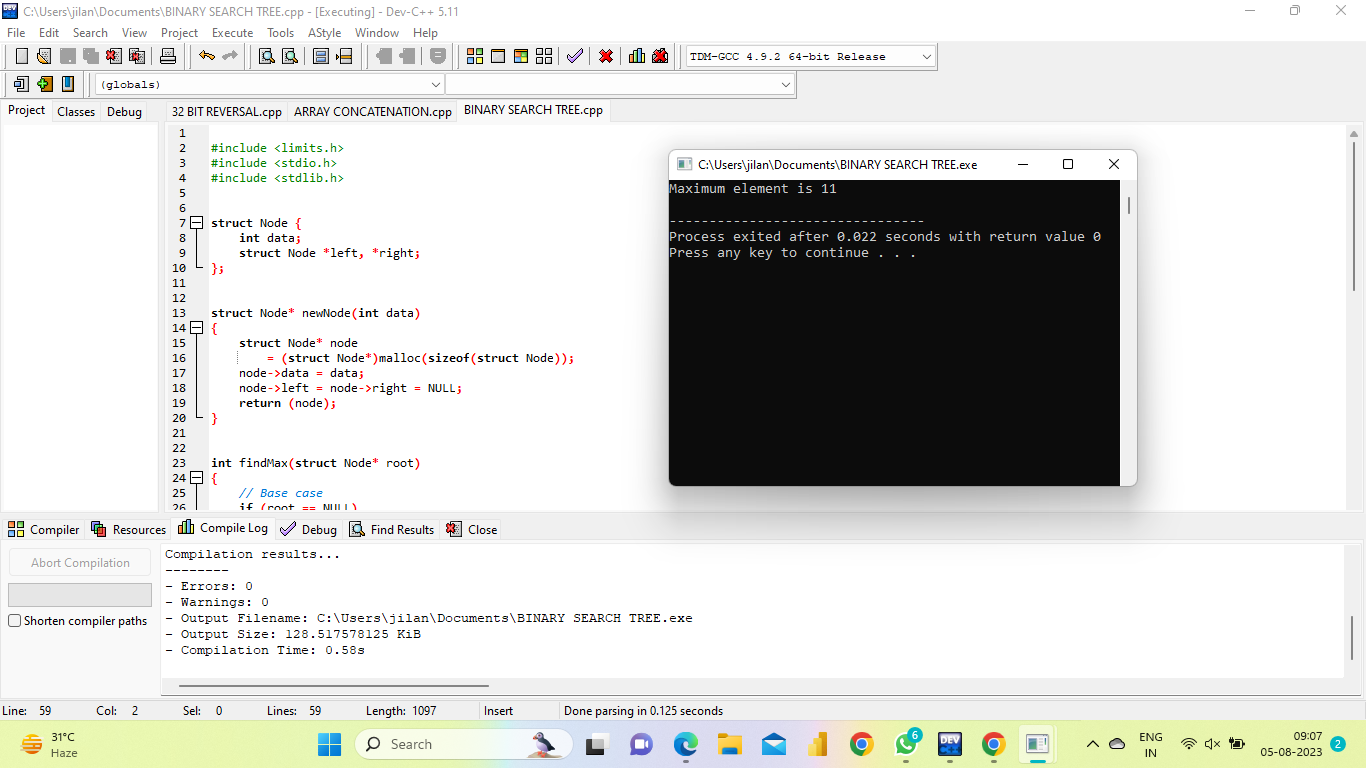 C:\Users\jilan\Documents\BINARY SEARCH TREE.cpp - [Executing] - Dev-C++ 5.11
File Edit Search View Project Execute Tools AStyle Window Help
TDM-GCC 4.9.2 64-bit Release
(globals)
Project Classes Debug
32 BIT REVERSAL.cpp ARRAY CONCATENATION.cpp BINARY SEARCH TREE.cpp
1
2 #include <limits.h>
3 #include <stdio.h>
4 #include <stdlib.h>
5
6
7 struct Node {
8 int data;
9 struct Node *left, *right;
10 };
11
12
13 struct Node* newNode(int data)
14 {
15 struct Node* node
16 = (struct Node*)malloc(sizeof(struct Node));
17 node->data = data;
18 node->left = node->right = NULL;
19 return (node);
20 }
21
22
23 int findMax(struct Node* root)
24 {
25 // Base case
26 if (root == NULL)
C:\Users\jilan\Documents\BINARY SEARCH TREE.exe
Maximum element is 11
--------------------------------
Process exited after 0.022 seconds with return value 0
Press any key to continue . . .
Compiler Resources Compile Log Debug Find Results Close
Abort Compilation
Shorten compiler paths
Compilation results...
--------
- Errors: 0
- Warnings: 0
- Output Filename: C:\Users\jilan\Documents\BINARY SEARCH TREE.exe
- Output Size: 128.517578125 KiB
- Compilation Time: 0.58s
Line: 59 Col: 2 Sel: 0 Lines: 59 Length: 1097 Insert Done parsing in 0.125 seconds
31°C
Haze
Search
6
DEV
ENG
IN
09:07
05-08-2023
2